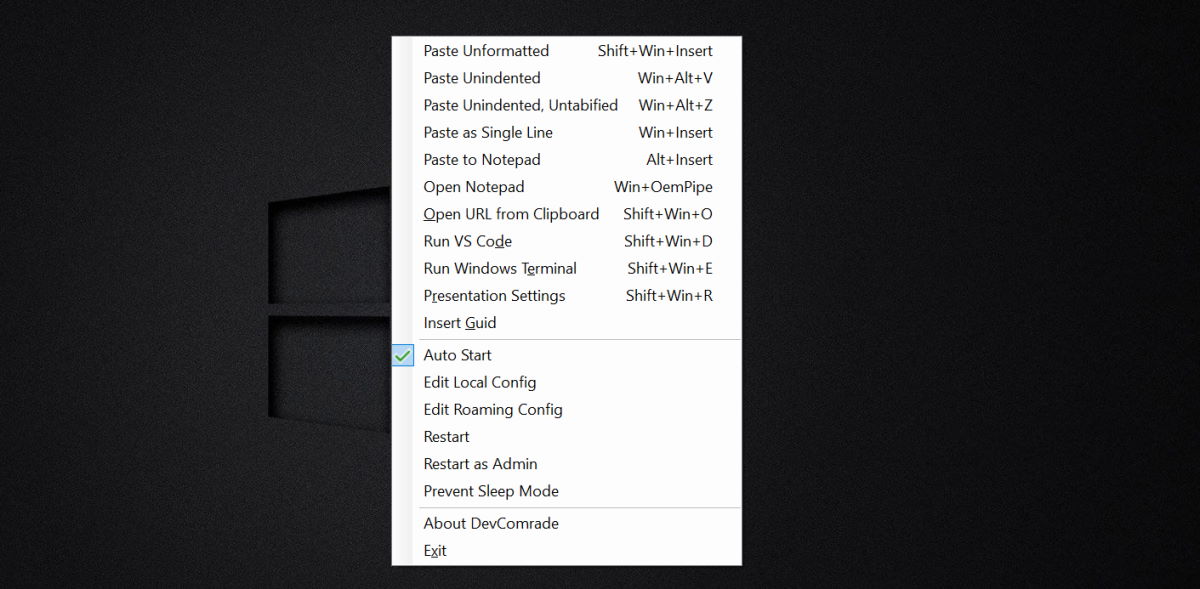 Paste Unformatted Shift+Win+Insert
Paste Unindented Win+Alt+V
Paste Unindented, Untabified Win+Alt+Z
Paste as Single Line Win+Insert
Paste to Notepad Alt+Insert
Open Notepad Win+OemPipe
Open URL from Clipboard Shift+Win+O
Run VS Code Shift+Win+D
Run Windows Terminal Shift+Win+E
Presentation Settings Shift+Win+R
Insert Guid
Auto Start
Edit Local Config
Edit Roaming Config
Restart
Restart as Admin
Prevent Sleep Mode
About DevComrade
Exit